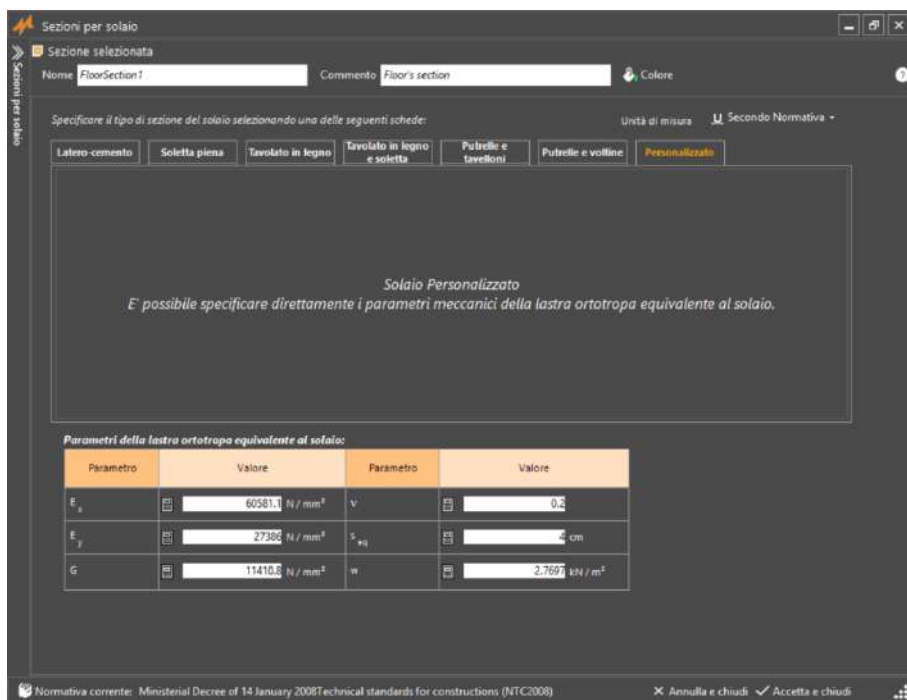 Sezioni per solaio
Sezioni per solaio
Sezione selezionata
Nome FloorSection1 Commento Floor's section Colore
Specificare il tipo di sezione del solaio selezionando una delle seguenti schede: Unità di misura U Secondo Normativa
Latero-cemento Soletta piena Tavolato in legno Tavolato in legno e soletta Putrelle e tavelloni Putrelle e voltine Personalizzato
Solaio Personalizzato
E' possibile specificare direttamente i parametri meccanici della lastra ortotropa equivalente al solaio.
Parametri della lastra ortotropa equivalente al solaio:
Parametro Valore Parametro Valore
E x 60581.1 N / mm² ν 0.2
E y 27386 N / mm² s eq 4 cm
G 11410.8 N / mm² w 2.7697 kN / m²
Normativa corrente: Ministerial Decree of 14 January 2008Technical standards for constructions (NTC2008) Annulla e chiudi Accetta e chiudi